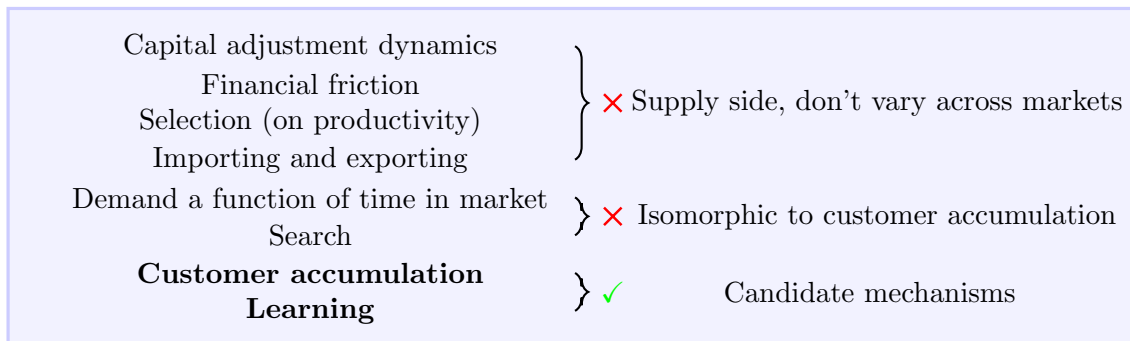 Capital adjustment dynamics
Financial friction
Selection (on productivity)
Importing and exporting
✕ Supply side, don't vary across markets
Demand a function of time in market
Search
✕ Isomorphic to customer accumulation
Customer accumulation
Learning
✓ Candidate mechanisms